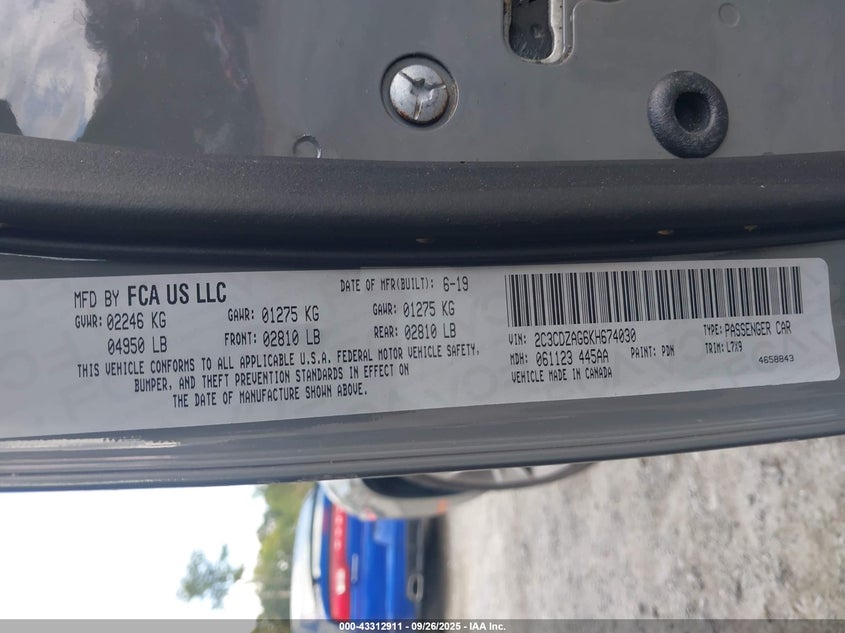 MFD BY FCA US LLC
DATE OF MFR(BUILT): 6-19
GVWR: 02246 KG
04950 LB
GAWR: 01275 KG
FRONT: 02810 LB
GAWR: 01275 KG
REAR: 02810 LB
THIS VEHICLE CONFORMS TO ALL APPLICABLE U.S.A. FEDERAL MOTOR VEHICLE SAFETY,
BUMPER, AND THEFT PREVENTION STANDARDS IN EFFECT ON
THE DATE OF MANUFACTURE SHOWN ABOVE.
VIN: 2C3CDZAG6KH674030
TYPE: PASSENGER CAR
MDH: 061123 445AA
PAINT: PDN
TRIM: L7X9
VEHICLE MADE IN CANADA
4658843
000-43312911 - 09/26/2025 - IAA Inc.